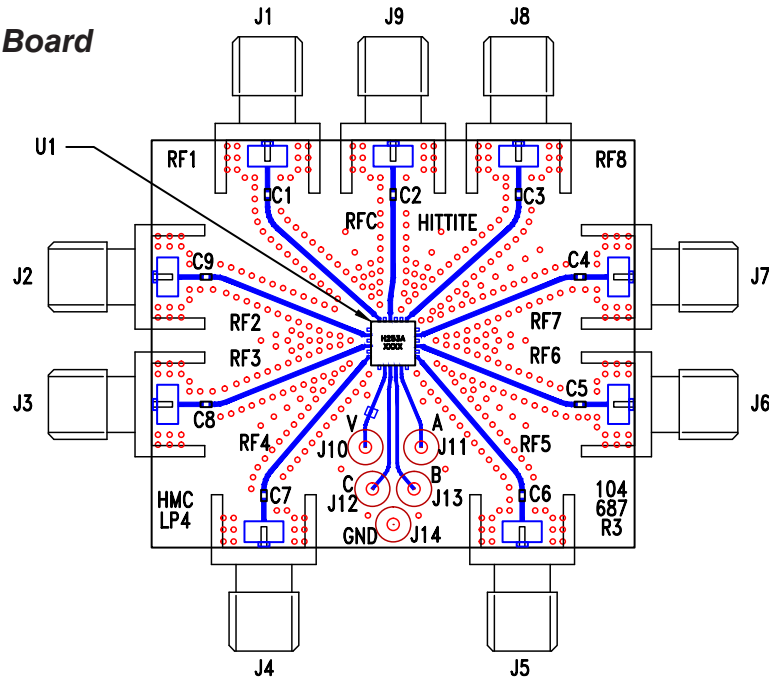 J1 J9 J8
Board
U1
RF1 RF8
C1 C2 C3
RFC HITTITE
J2 C9 C4 J7
RF2 RF7
H253A
XXXX
RF3 RF6
J3 C8 C5 J6
V A
RF4 J10 J11 RF5
C B
C7 J12 J13 C6
HMC
LP4
104
687
R3
GND J14
J4 J5